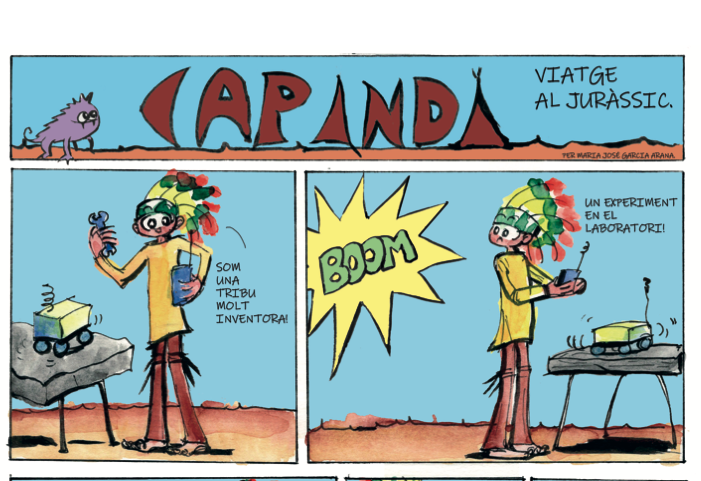 CAPINDA
VIATGE
AL JURÀSSIC.
PER MARIA JOSÉ GARCIA ARANA.
SOM
UNA
TRIBU
MOLT
INVENTORA!
BOOM
UN EXPERIMENT
EN EL
LABORATORI!